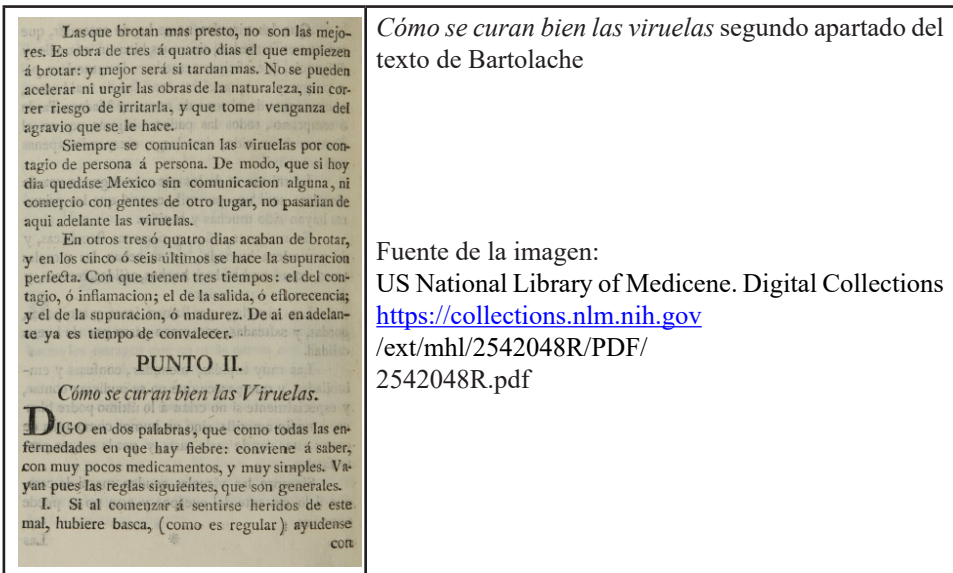 Las que brotan mas presto, no son las mejo-
res. Es obra de tres á quatro dias el que empiezen
á brotar: y mejor será si tardan mas. No se pueden
acelerar ni urgir las obras de la naturaleza, sin cor-
rer riesgo de irritarla, y que tome venganza del
agravio que se le hace.
Siempre se comunican las viruelas por con-
tagio de persona á persona. De modo, que si hoy
dia quedáse México sin comunicacion alguna, ni
comercio con gentes de otro lugar, no pasarian de
aqui adelante las viruelas.
En otros tres ó quatro dias acaban de brotar,
y en los cinco ó seis últimos se hace la supuracion
perfecta. Con que tienen tres tiempos: el del con-
tagio, ó inflamacion; el de la salida, ó eflorecencia;
y el de la supuracion, ó madurez. De ai en adelan-
te ya es tiempo de convalecer.
PUNTO II.
Cómo se curan bien las Viruelas.
DIGO en dos palabras, que como todas las en-
fermedades en que hay fiebre: conviene á saber,
con muy pocos medicamentos, y muy simples. Va-
yan pues las reglas siguientes, que son generales.
I. Si al comenzar á sentirse heridos de este
mal, hubiere basca, (como es regular) ayudense
con
Cómo se curan bien las viruelas segundo apartado del
texto de Bartolache
Fuente de la imagen:
US National Library of Medicene. Digital Collections
https://collections.nlm.nih.gov
/ext/mhl/2542048R/PDF/
2542048R.pdf